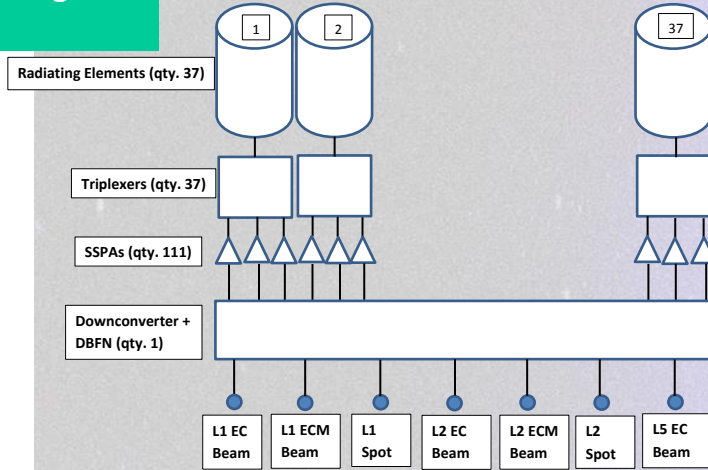 g
1
2
37
Radiating Elements (qty. 37)
Triplexers (qty. 37)
SSPAs (qty. 111)
Downconverter +
DBFN (qty. 1)
L1 EC
Beam
L1 ECM
Beam
L1
Spot
L2 EC
Beam
L2 ECM
Beam
L2
Spot
L5 EC
Beam